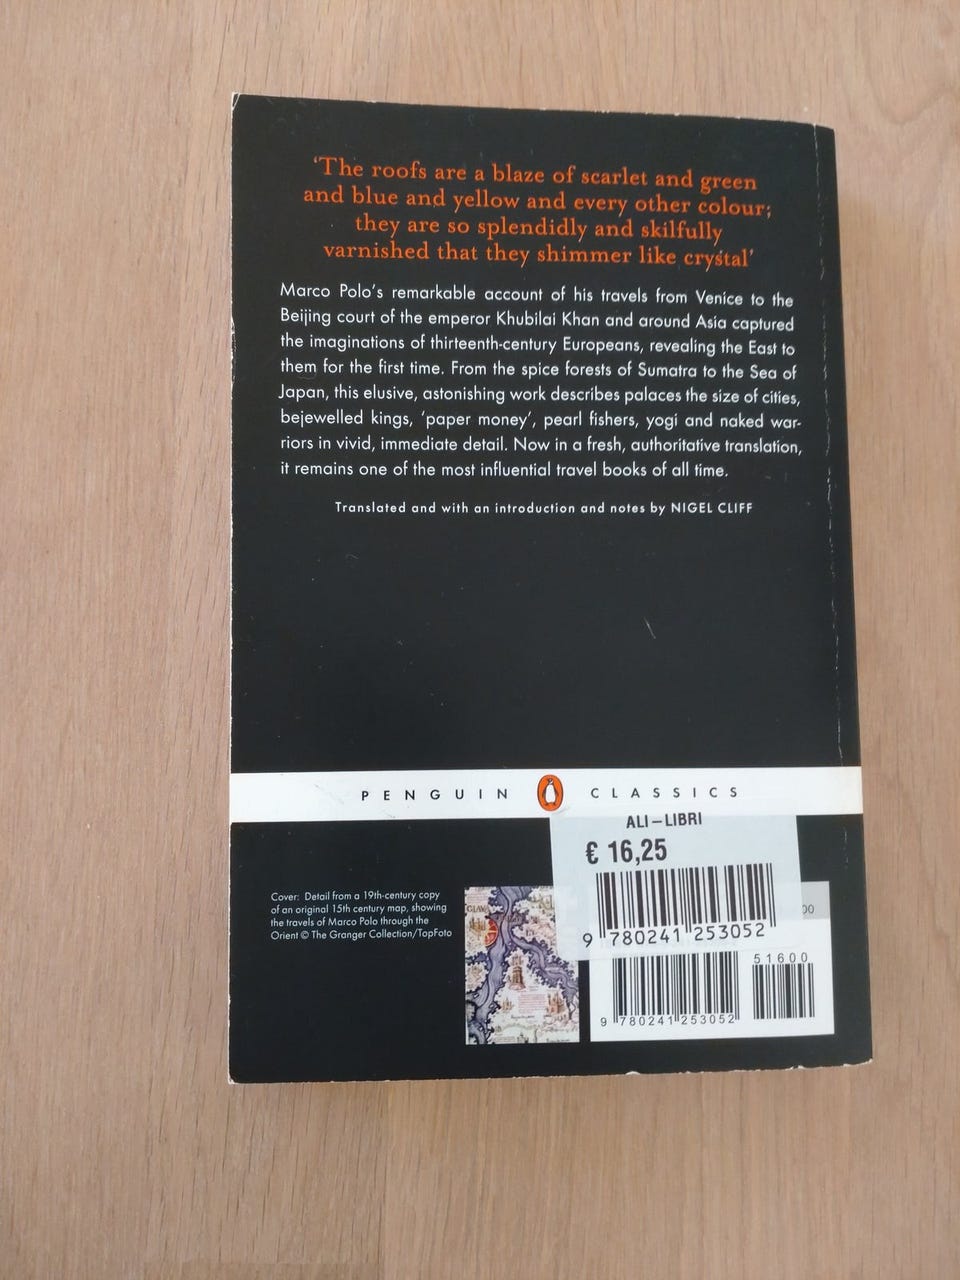 ‘The roofs are a blaze of scarlet and green
and blue and yellow and every other colour;
they are so splendidly and skilfully
varnished that they shimmer like crystal’
Marco Polo’s remarkable account of his travels from Venice to the
Beijing court of the emperor Khubilai Khan and around Asia captured
the imaginations of thirteenth-century Europeans, revealing the East to
them for the first time. From the spice forests of Sumatra to the Sea of
Japan, this elusive, astonishing work describes palaces the size of cities,
bejewelled kings, ‘paper money’, pearl fishers, yogi and naked war-
riors in vivid, immediate detail. Now in a fresh, authoritative translation,
it remains one of the most influential travel books of all time.
Translated and with an introduction and notes by NIGEL CLIFF
PENGUIN CLASSICS
ALI–LIBRI
€ 16,25
9 780241 253052
Cover: Detail from a 19th-century copy
of an original 15th century map, showing
the travels of Marco Polo through the
Orient © The Granger Collection/TopFoto
51600
9 780241 253052